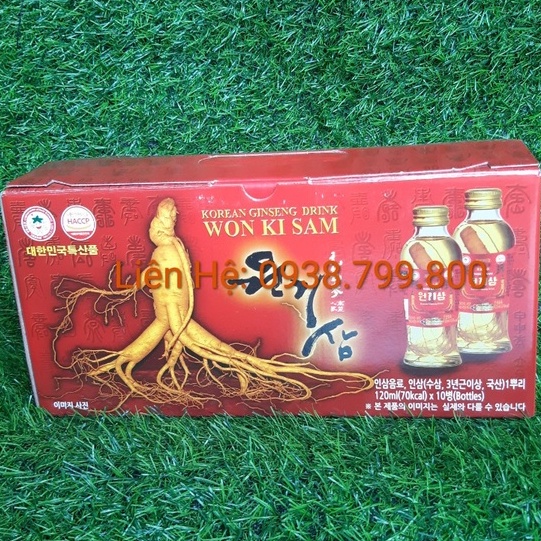 HACCP
대한민국특산품
KOREAN GINSENG DRINK
WON KI SAM
Liên Hệ: 0938.799.800
원기삼
원기삼
인삼음료, 인삼(수삼, 3년근이상, 국산)1뿌리
120ml(70kcal) x 10병(Bottles)
※ 본 제품의 이미지는 실제와 다를 수 있습니다
이미지 사진